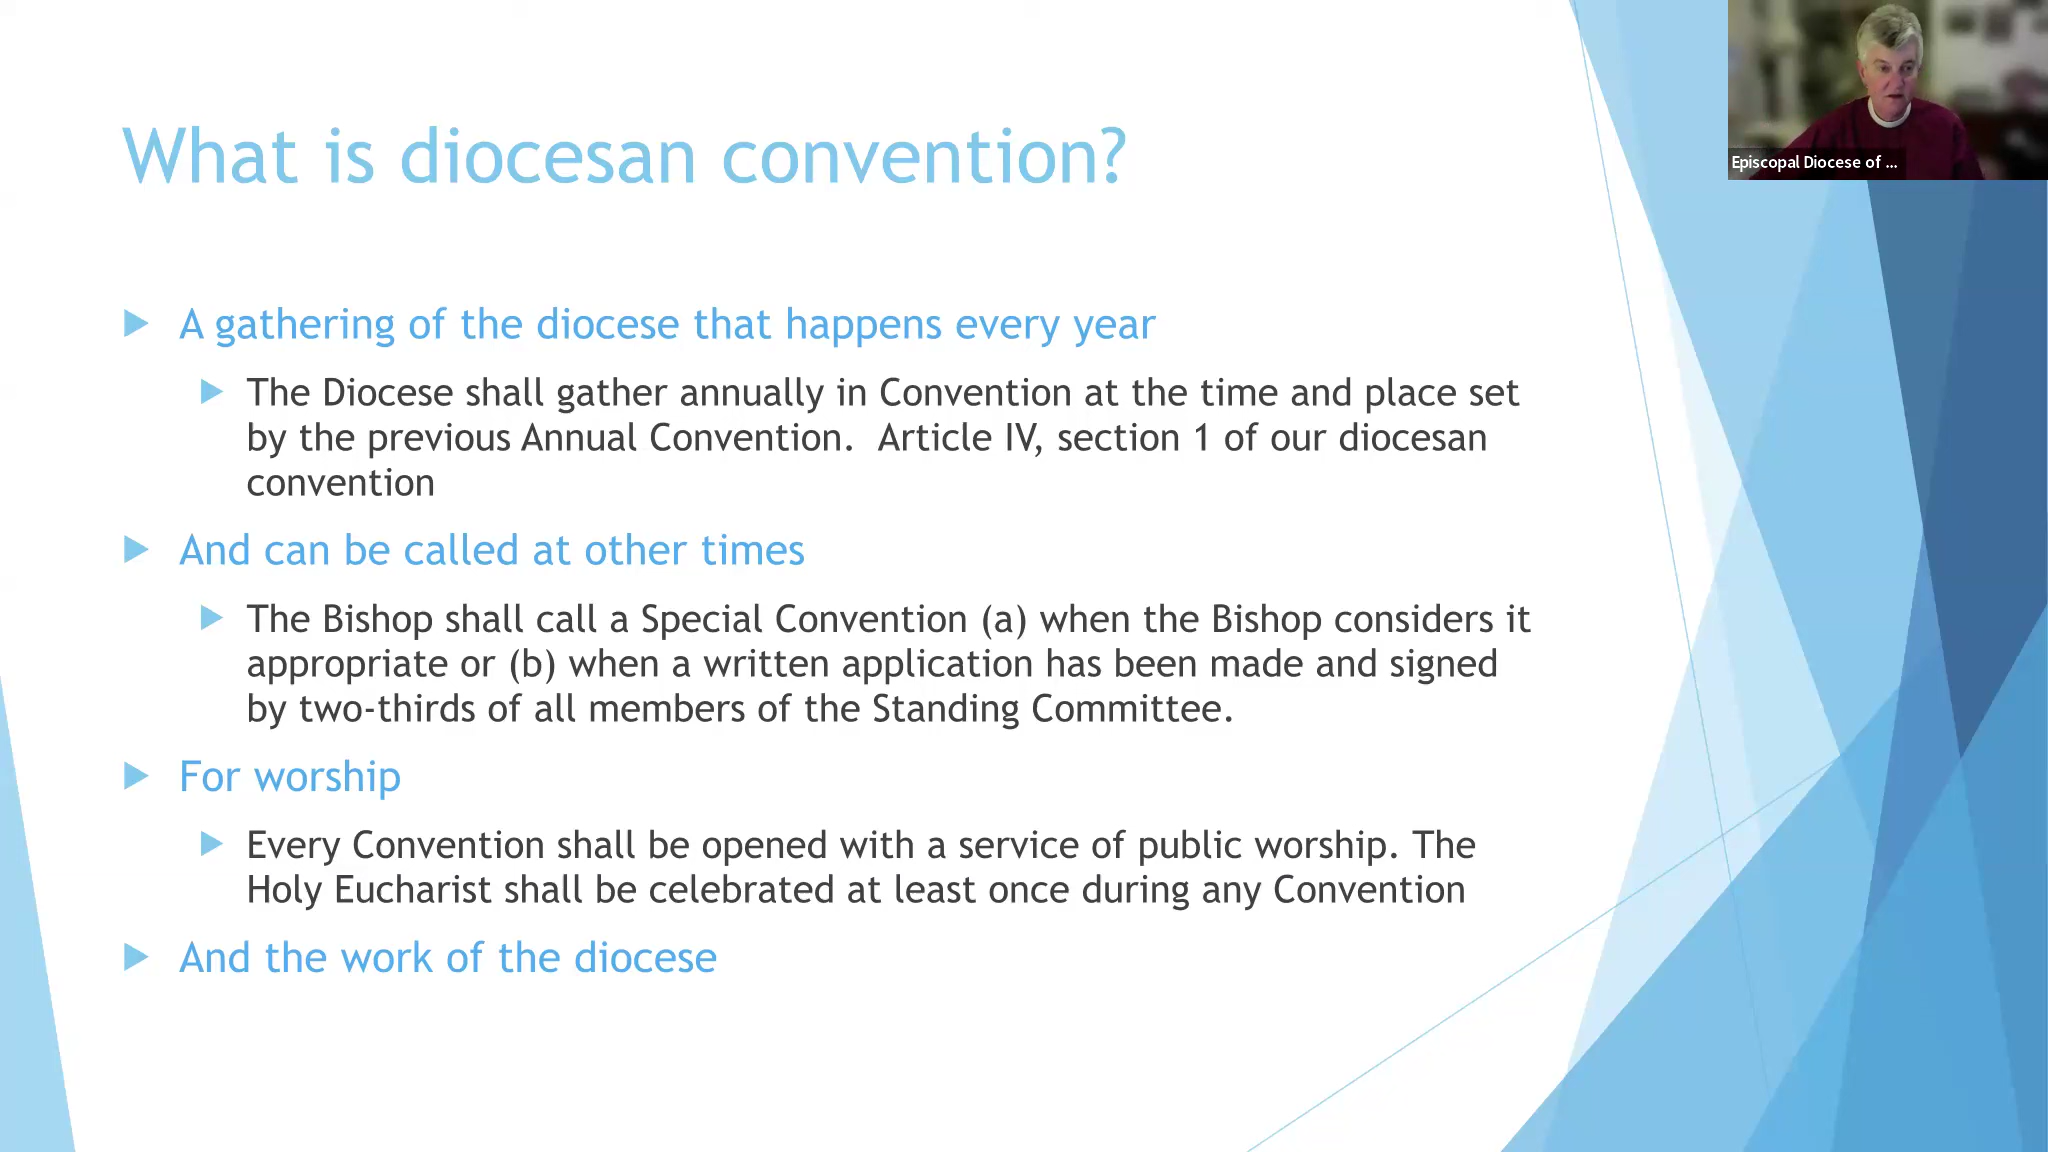 Episcopal Diocese of ...
What is diocesan convention?
A gathering of the diocese that happens every year
The Diocese shall gather annually in Convention at the time and place set
by the previous Annual Convention.  Article IV, section 1 of our diocesan
convention
And can be called at other times
The Bishop shall call a Special Convention (a) when the Bishop considers it
appropriate or (b) when a written application has been made and signed
by two-thirds of all members of the Standing Committee.
For worship
Every Convention shall be opened with a service of public worship. The
Holy Eucharist shall be celebrated at least once during any Convention
And the work of the diocese